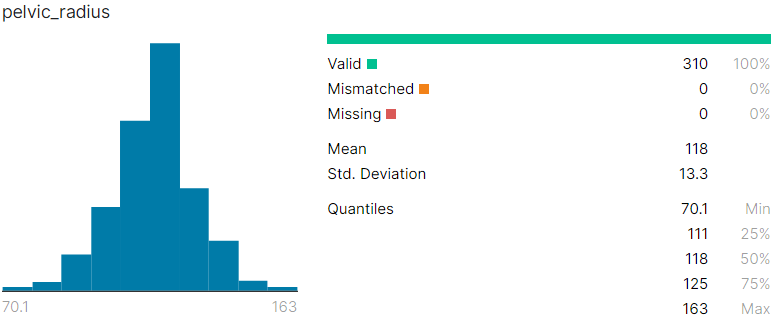 pelvic_radius
Valid 310 100%
Mismatched 0 0%
Missing 0 0%
Mean 118
Std. Deviation 13.3
Quantiles 70.1 Min
111 25%
118 50%
125 75%
163 Max
70.1 163